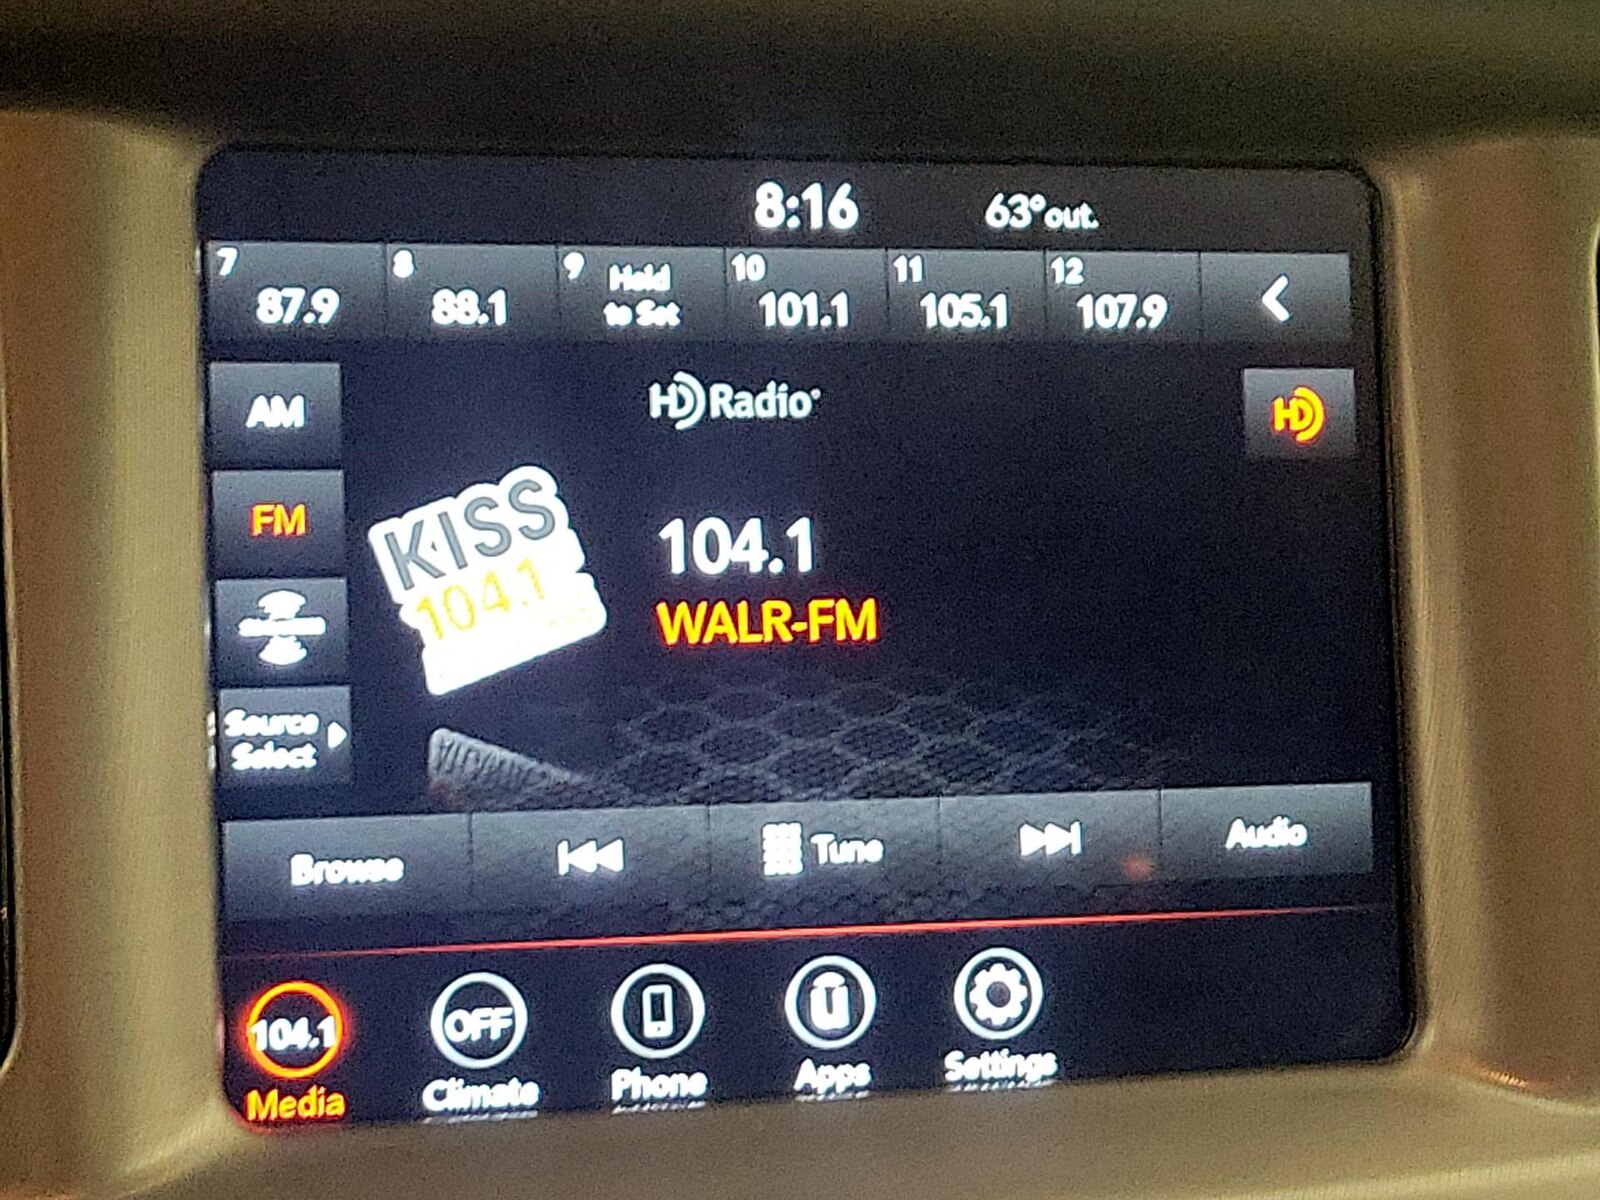 8:16 63° out.
7 8 9 Hold 10 11 12
87.9 88.1 to Set 101.1 105.1 107.9
AM HD Radio HD
KISS
FM 104.1
104.1 WALR-FM
Source
Select
Browse Tune Audio
104.1 OFF
Media Climate Phone Apps Settings